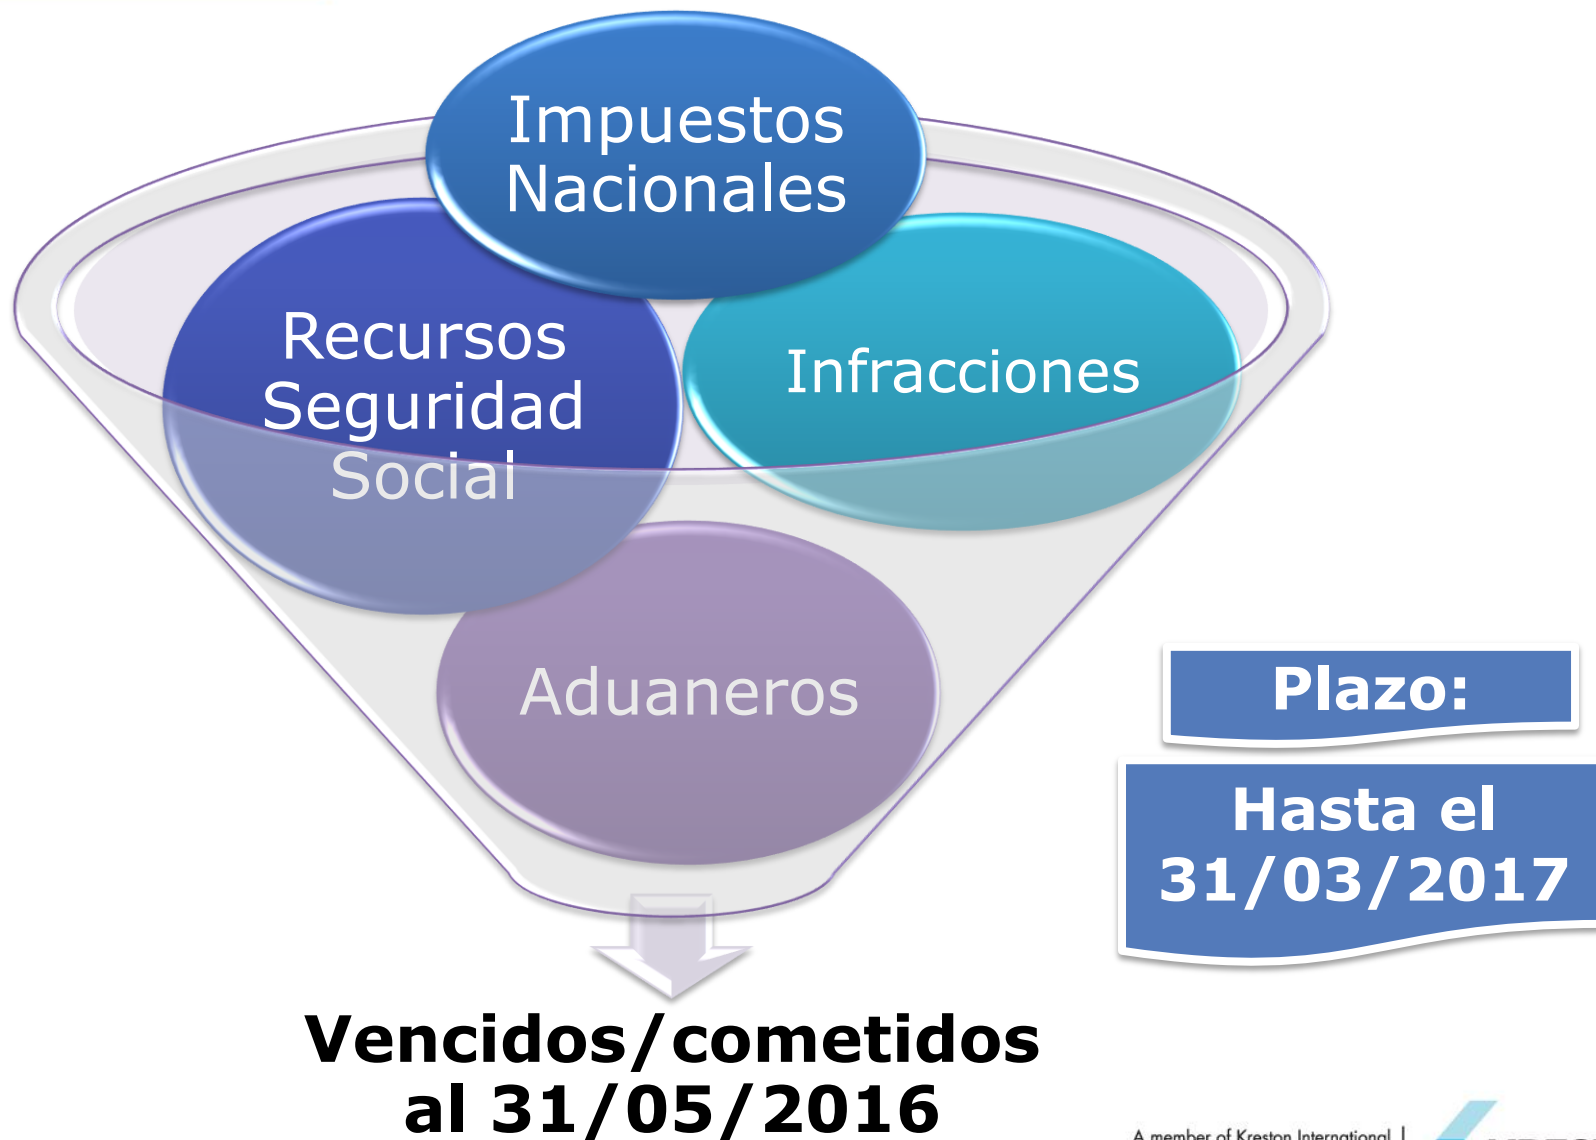 Impuestos
Nacionales
Recursos
Seguridad
Social
Infracciones
Aduaneros
Plazo:
Hasta el
31/03/2017
Vencidos/cometidos
al 31/05/2016
A member of Kreston International |